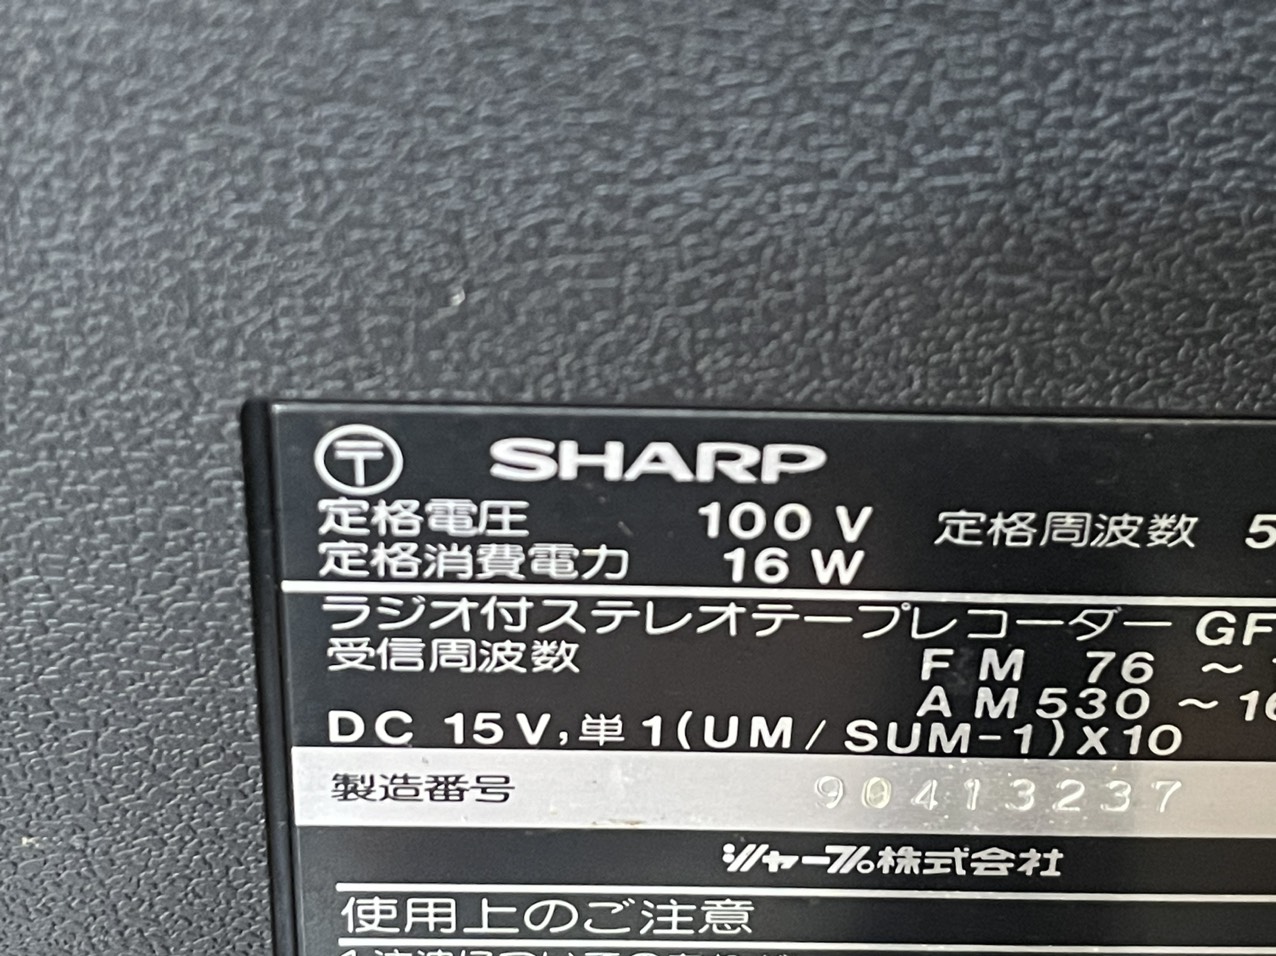 〒 SHARP
定格電圧 100 V 定格周波数 5
定格消費電力 16 W
ラジオ付ステレオテープレコーダー GF
受信周波数 FM 76 ～
AM 530 ～ 16
DC 15V,単1(UM/SUM-1)X10
製造番号 90413237
シャープ株式会社
使用上のご注意